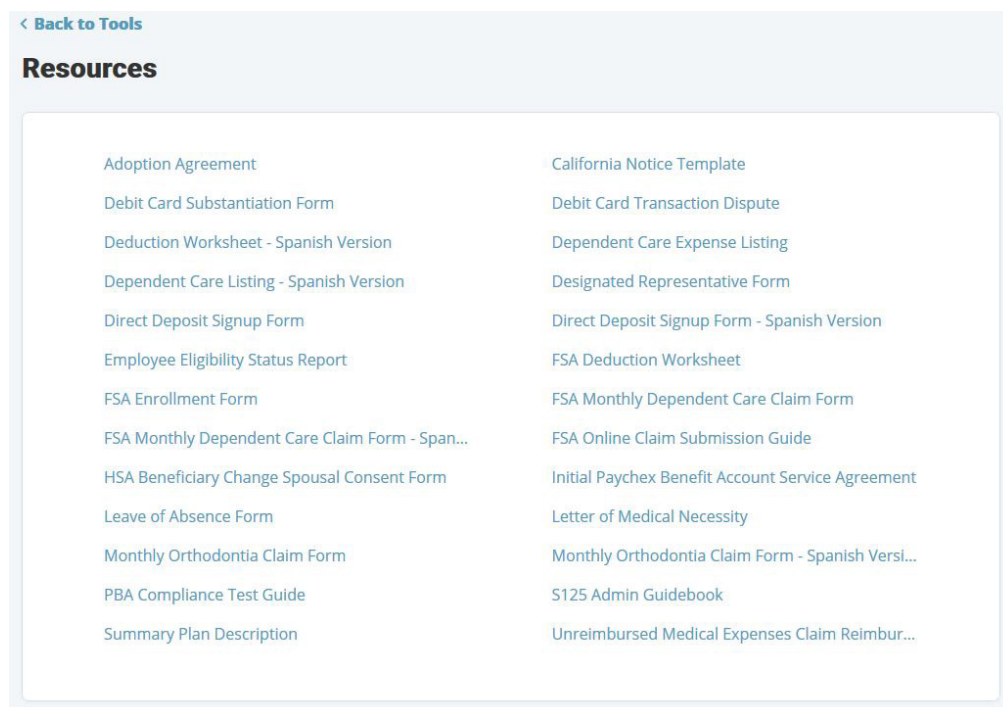 < Back to Tools
Resources
Adoption Agreement
California Notice Template
Debit Card Substantiation Form
Debit Card Transaction Dispute
Deduction Worksheet - Spanish Version
Dependent Care Expense Listing
Dependent Care Listing - Spanish Version
Designated Representative Form
Direct Deposit Signup Form
Direct Deposit Signup Form - Spanish Version
Employee Eligibility Status Report
FSA Deduction Worksheet
FSA Enrollment Form
FSA Monthly Dependent Care Claim Form
FSA Monthly Dependent Care Claim Form - Span...
FSA Online Claim Submission Guide
HSA Beneficiary Change Spousal Consent Form
Initial Paychex Benefit Account Service Agreement
Leave of Absence Form
Letter of Medical Necessity
Monthly Orthodontia Claim Form
Monthly Orthodontia Claim Form - Spanish Versi...
PBA Compliance Test Guide
S125 Admin Guidebook
Summary Plan Description
Unreimbursed Medical Expenses Claim Reimbur...